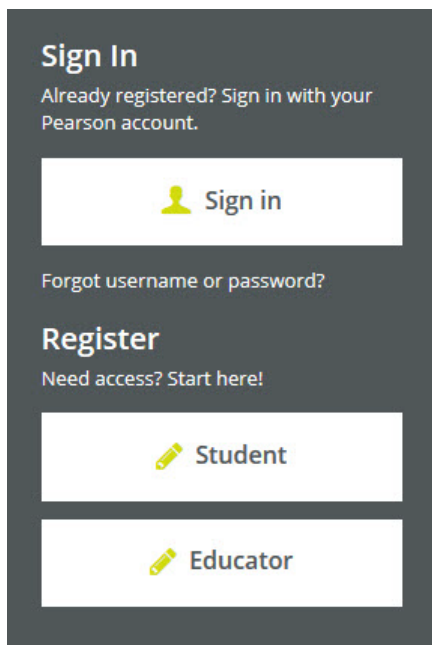 Sign In
Already registered? Sign in with your
Pearson account.
Sign in
Forgot username or password?
Register
Need access? Start here!
Student
Educator